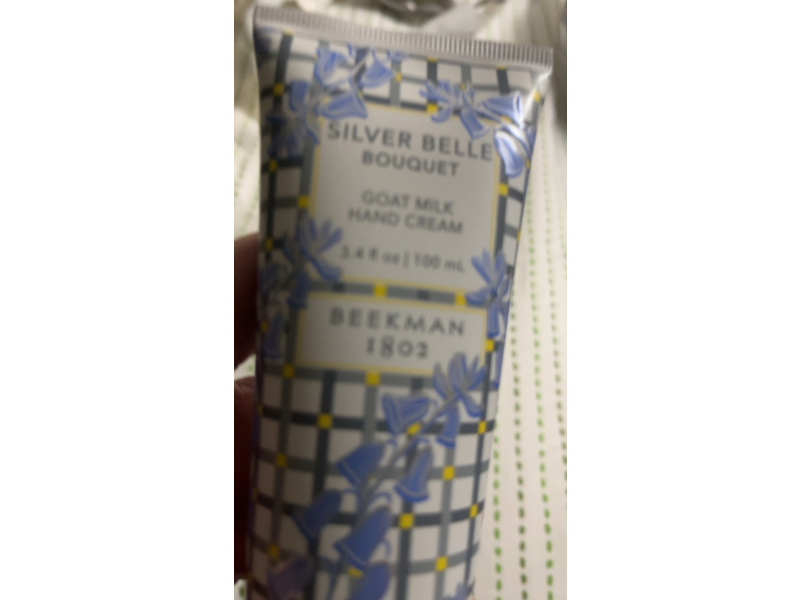 SILVER BELLE
BOUQUET
GOAT MILK
HAND CREAM
3.4 fl oz | 100 mL
BEEKMAN
1802